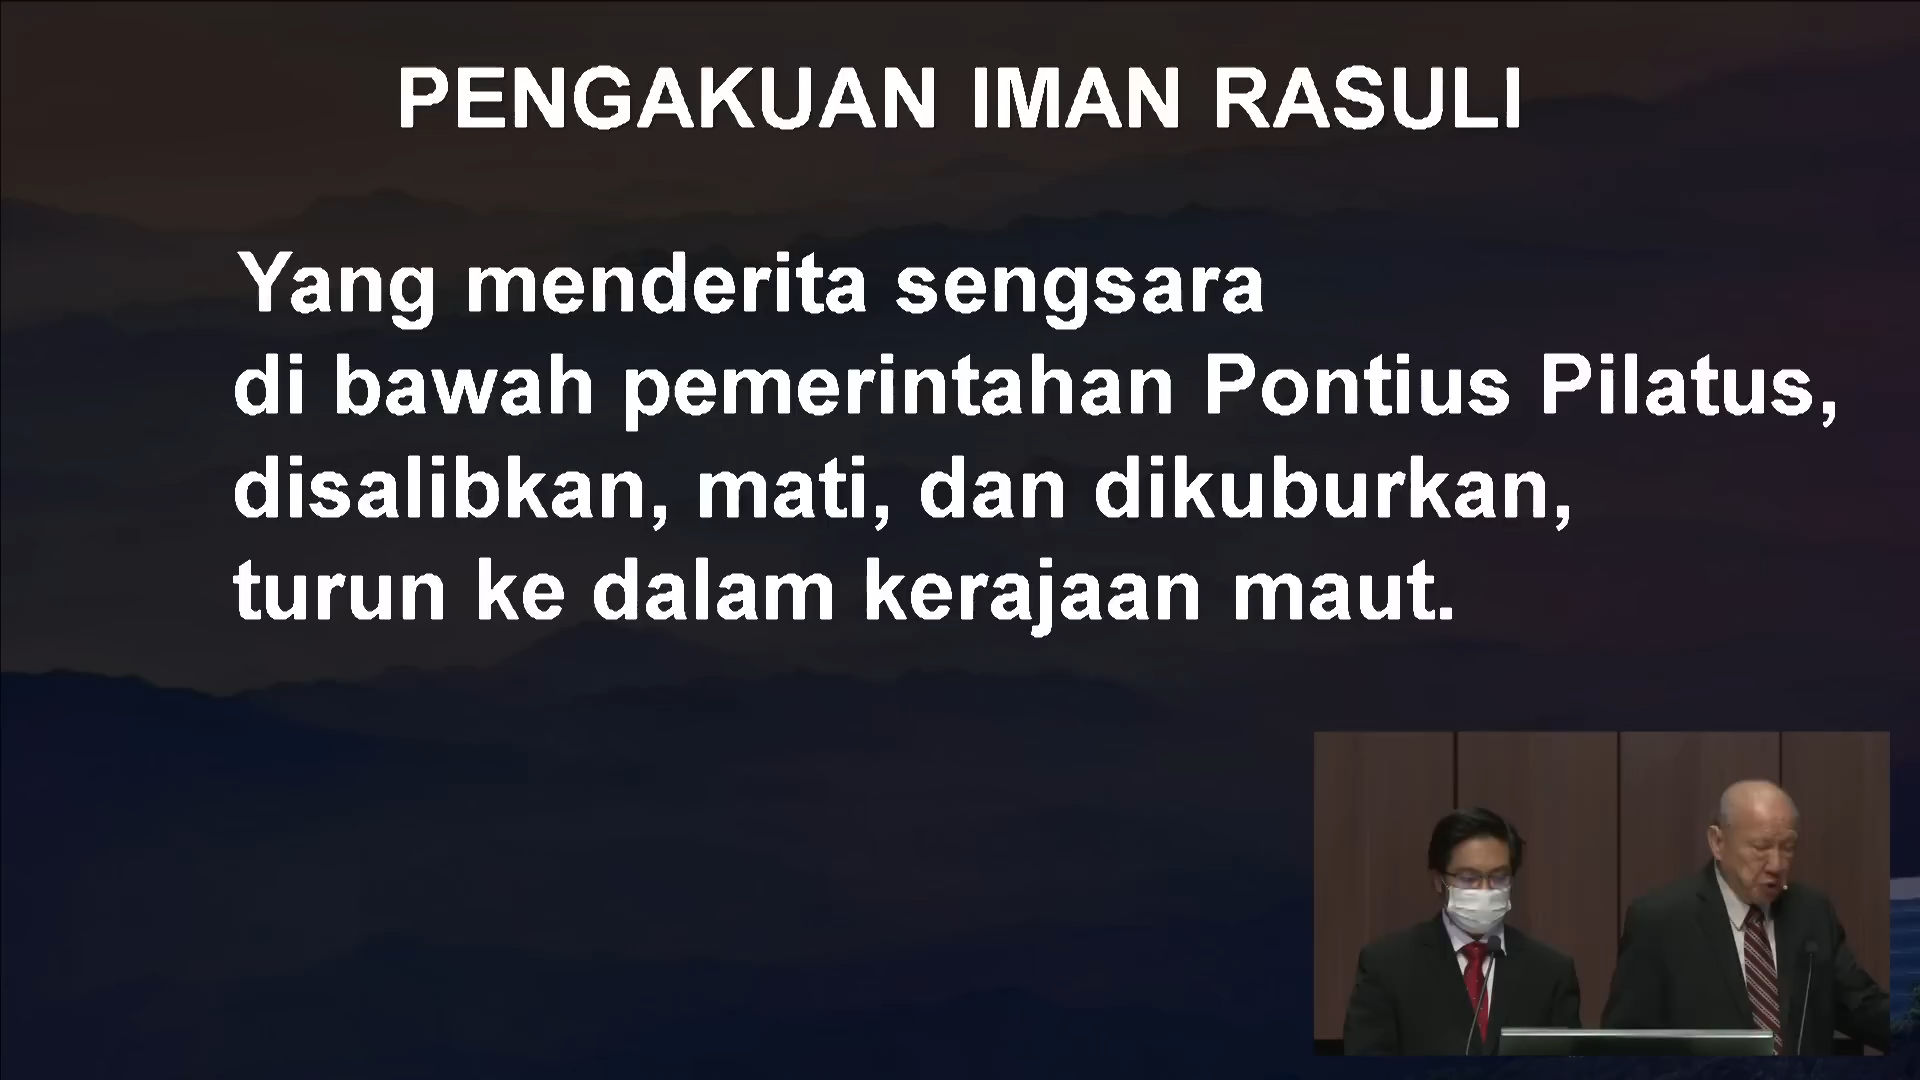 PENGAKUAN IMAN RASULI
Yang menderita sengsara
di bawah pemerintahan Pontius Pilatus,
disalibkan, mati, dan dikuburkan,
turun ke dalam kerajaan maut.